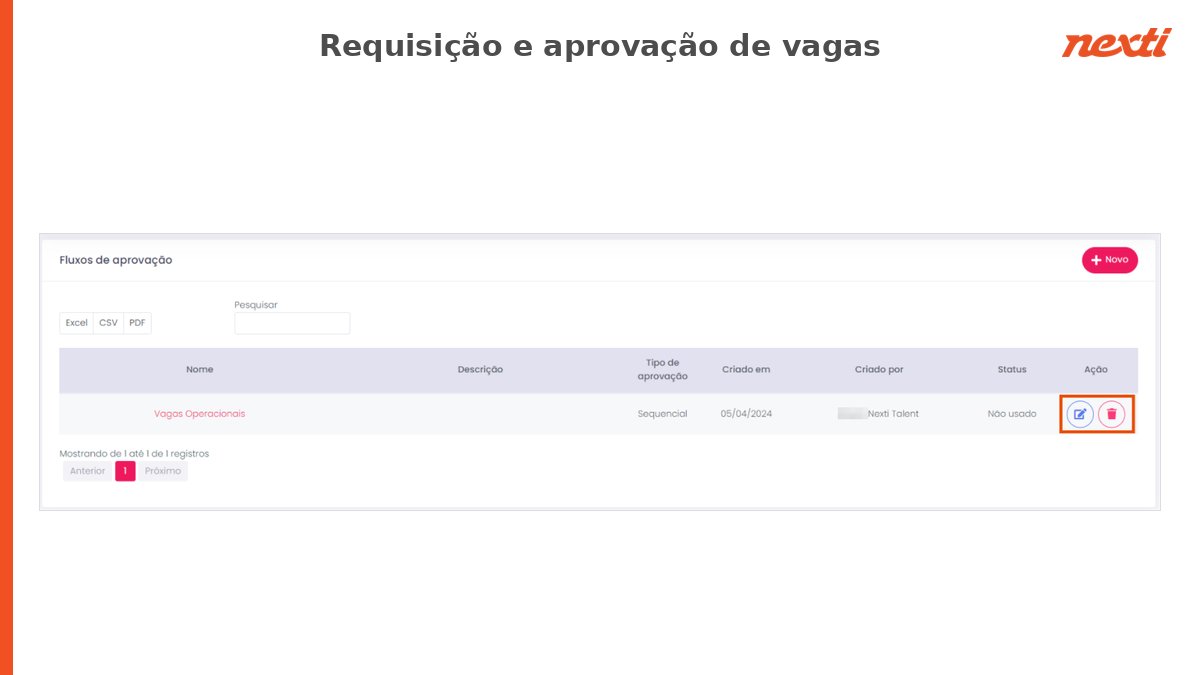 Requisição e aprovação de vagas
nexti
Fluxos de aprovação
Novo
Pesquisar
Excel CSV PDF
Nome Descrição Tipo de aprovação Criado em Criado por Status Ação
Vagas Operacionais Sequencial 05/04/2024 Nexti Talent Não usado
Mostrando de 1 até 1 de 1 registros
Anterior 1 Próximo